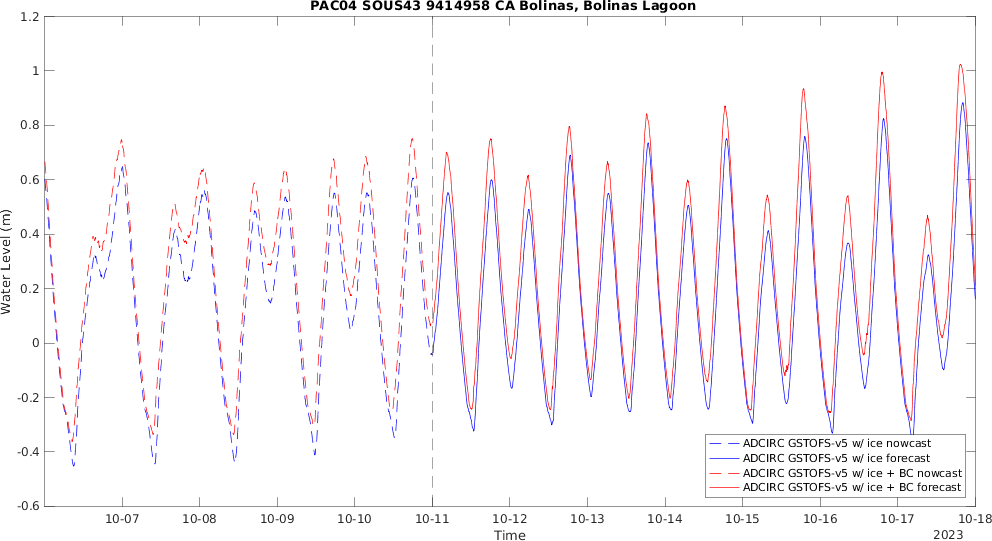 PAC04 SOUS43 9414958 CA Bolinas, Bolinas Lagoon
1.2
1
0.8
0.6
0.4
0.2
0
-0.2
-0.4
-0.6
Water Level (m)
ADCIRC GSTOFS-v5 w/ ice nowcast
ADCIRC GSTOFS-v5 w/ ice forecast
ADCIRC GSTOFS-v5 w/ ice + BC nowcast
ADCIRC GSTOFS-v5 w/ ice + BC forecast
10-07 10-08 10-09 10-10 10-11 10-12 10-13 10-14 10-15 10-16 10-17 10-18
Time
2023